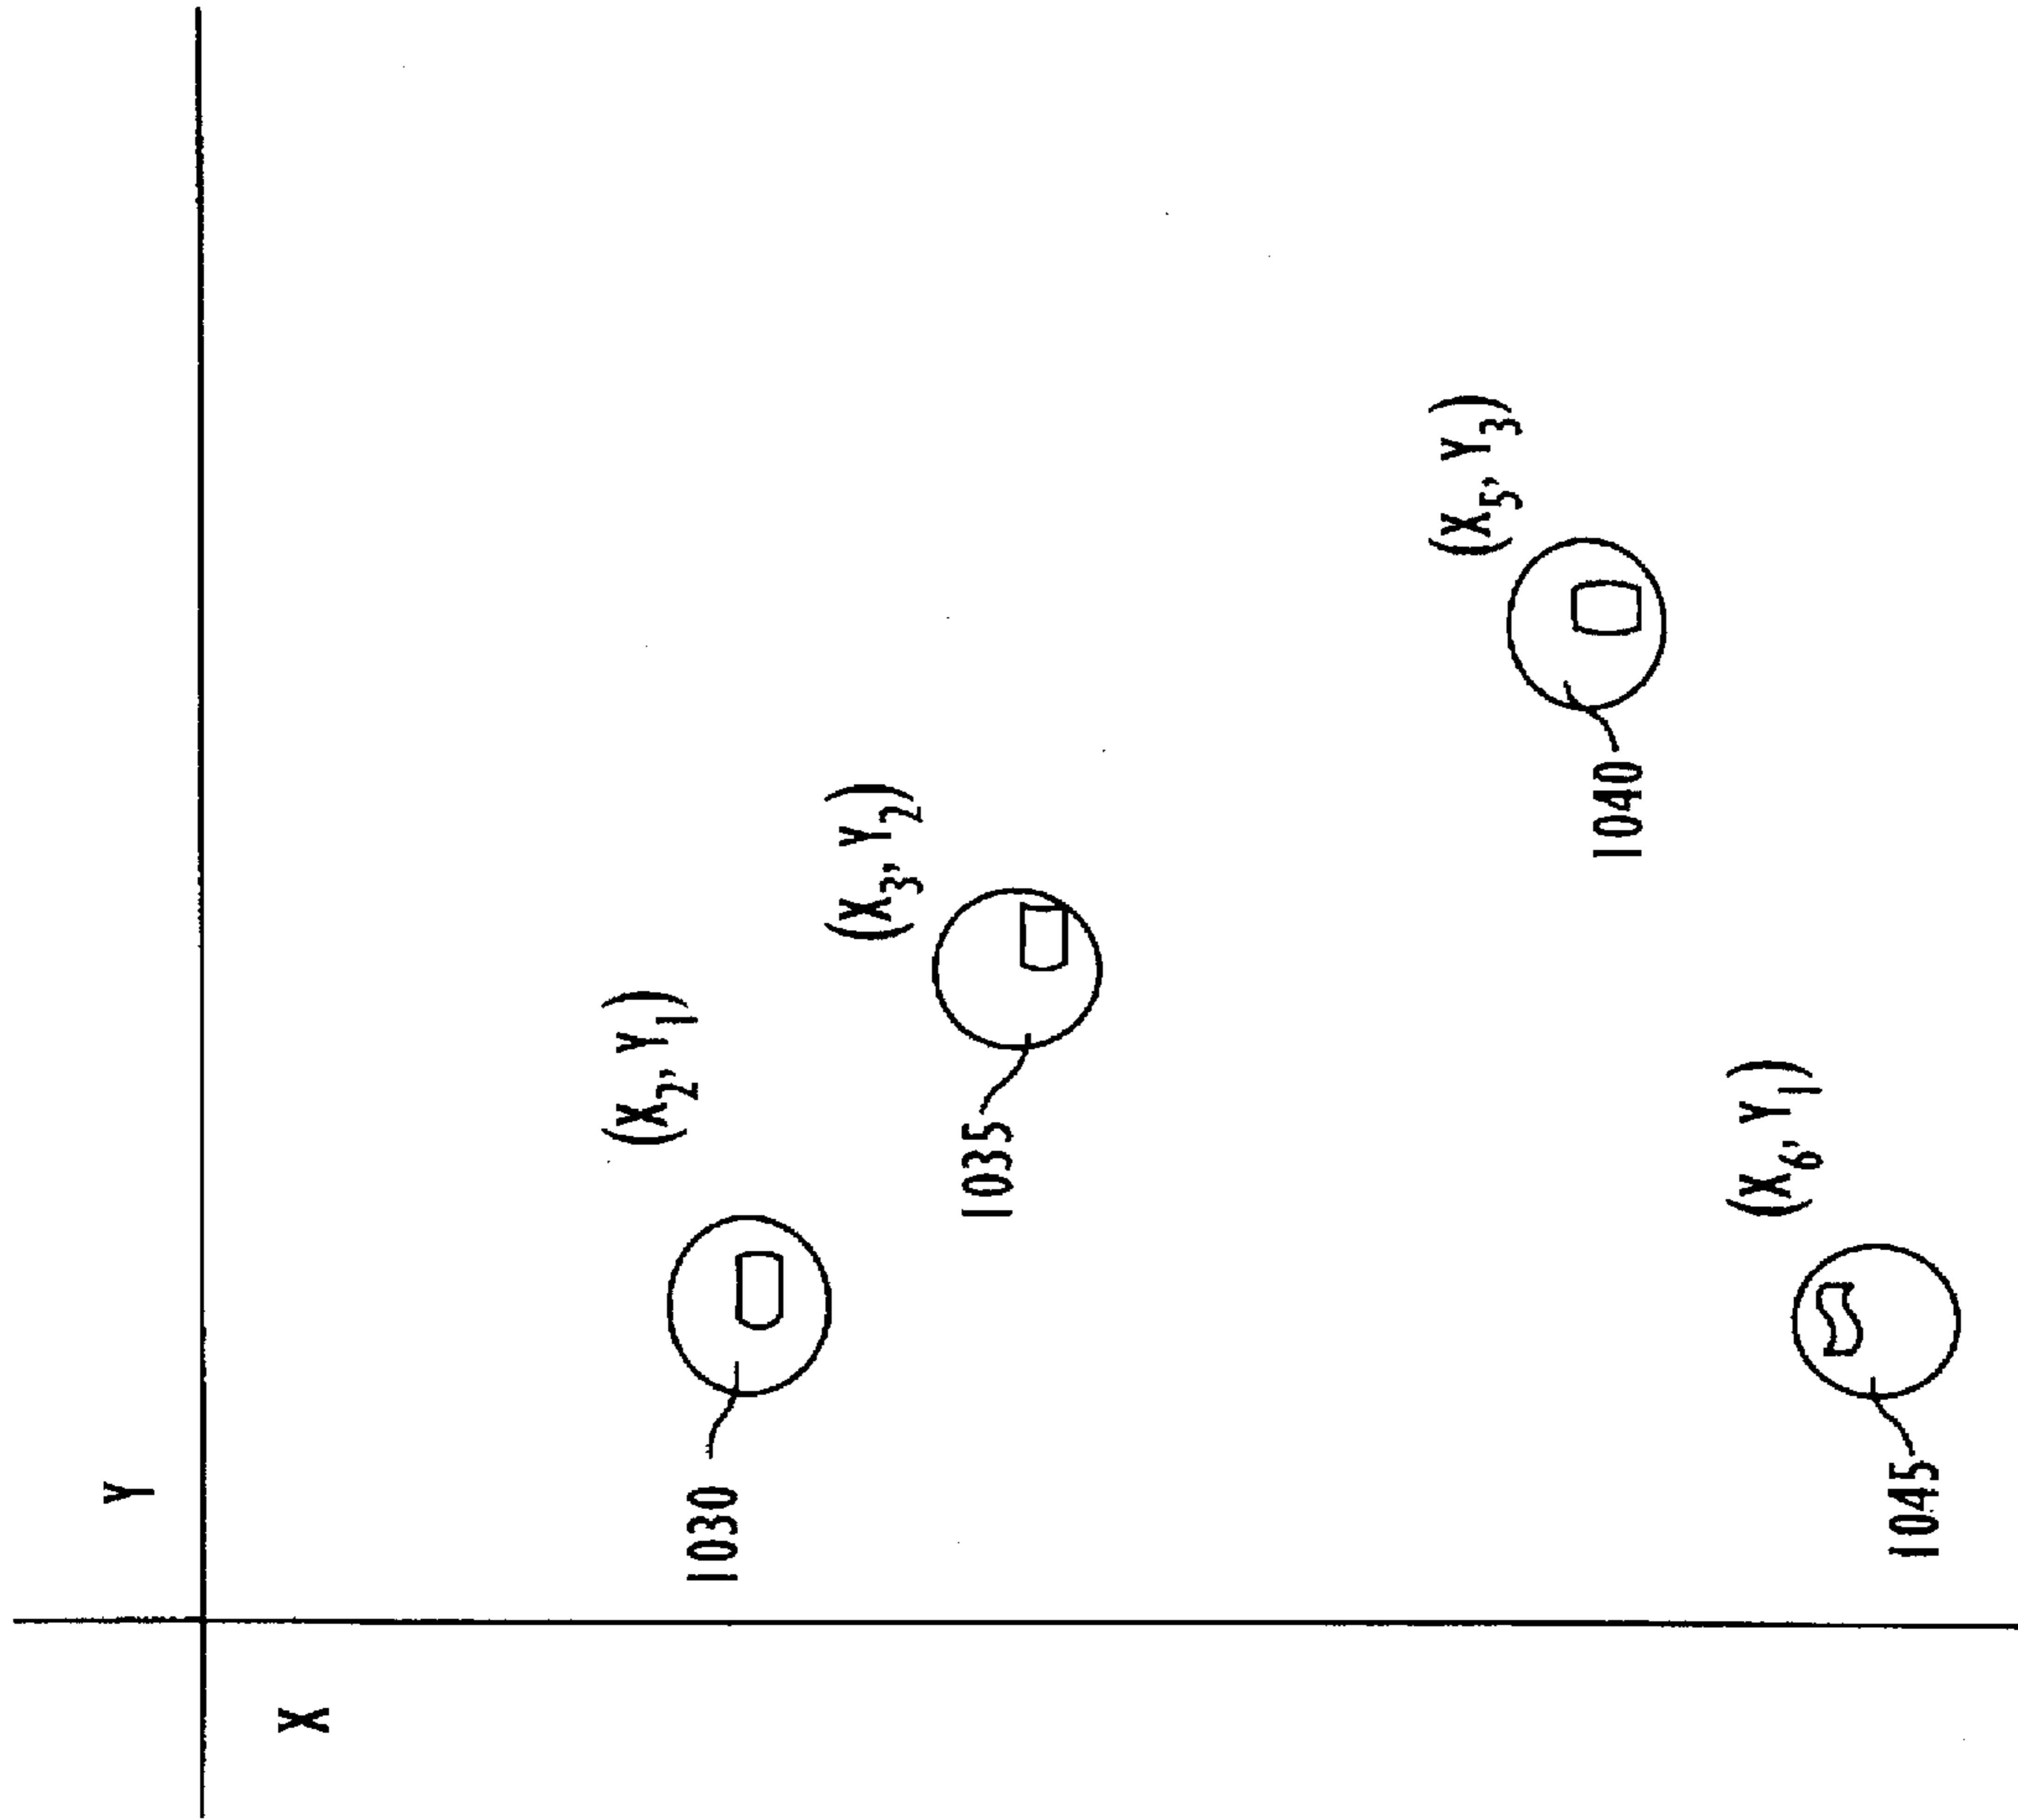 Y
X
(X2, Y1)
1030
(X3, Y2)
1035
(X5, Y3)
1040
(X6, Y1)
1045